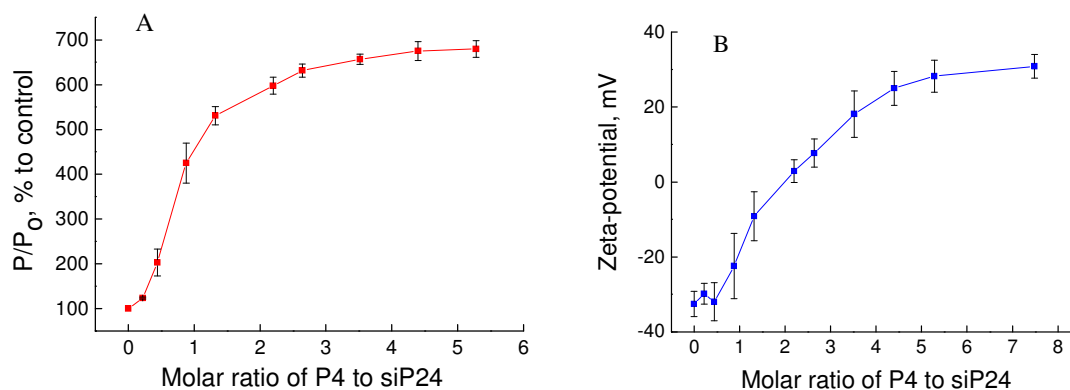 A
700
600
500
400
300
200
100
0 1 2 3 4 5 6
P/PO, % to control
Molar ratio of P4 to siP24
B
40
20
0
-20
-40
0 1 2 3 4 5 6 7 8
Zeta-potential, mV
Molar ratio of P4 to siP24